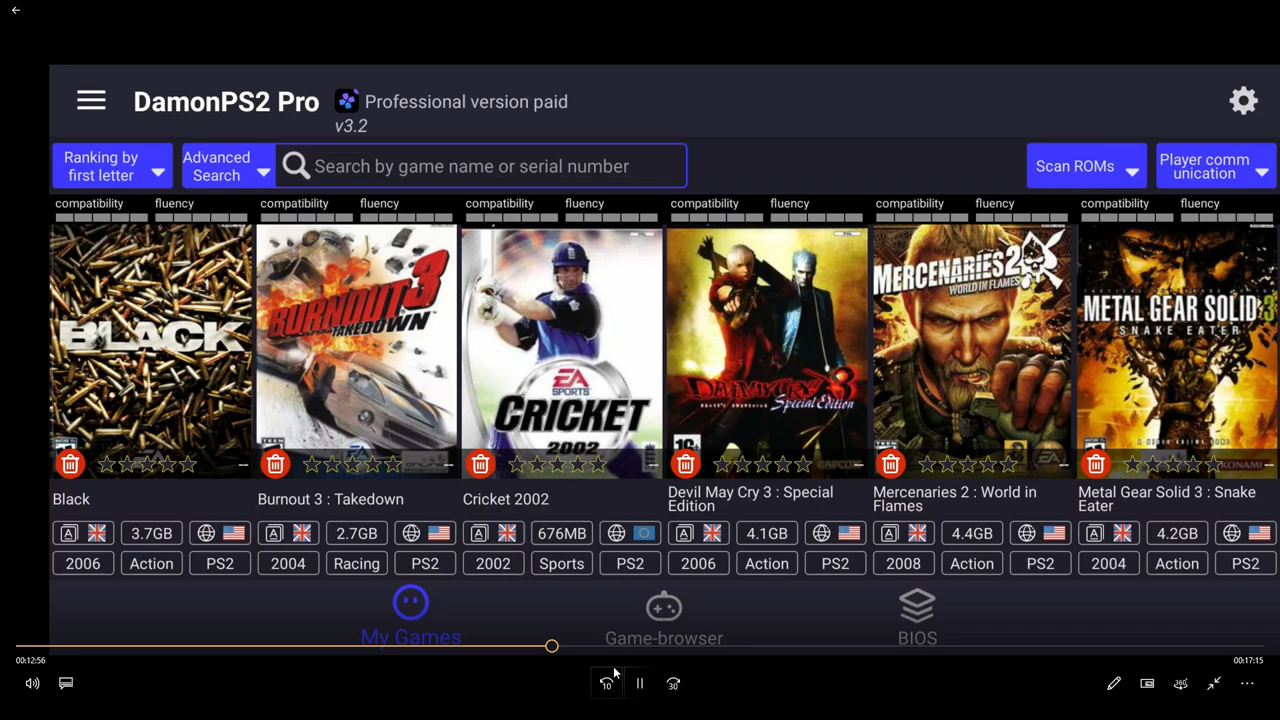 DamonPS2 Pro
Professional version paid
v3.2
Ranking by
first letter
Advanced
Search
Search by game name or serial number
Scan ROMs
Player comm
unication
compatibility fluency compatibility fluency compatibility fluency compatibility fluency compatibility fluency compatibility fluency
BLACK
BURNOUT 3
TAKEDOWN
EA
SPORTS
CRICKET
2002
Special Edition
CAPCOM
MERCENARIES 2
WORLD IN FLAMES
EA
METAL GEAR SOLID 3
SNAKE EATER
KONAMI
Black
Burnout 3 : Takedown
Cricket 2002
Devil May Cry 3 : Special
Edition
Mercenaries 2 : World in
Flames
Metal Gear Solid 3 : Snake
Eater
A 3.7GB A 2.7GB A 676MB A 4.1GB A 4.4GB A 4.2GB
2006 Action PS2 2004 Racing PS2 2002 Sports PS2 2006 Action PS2 2008 Action PS2 2004 Action PS2
My Games
Game-browser
BIOS
00:12:56
00:17:15
10
30
360